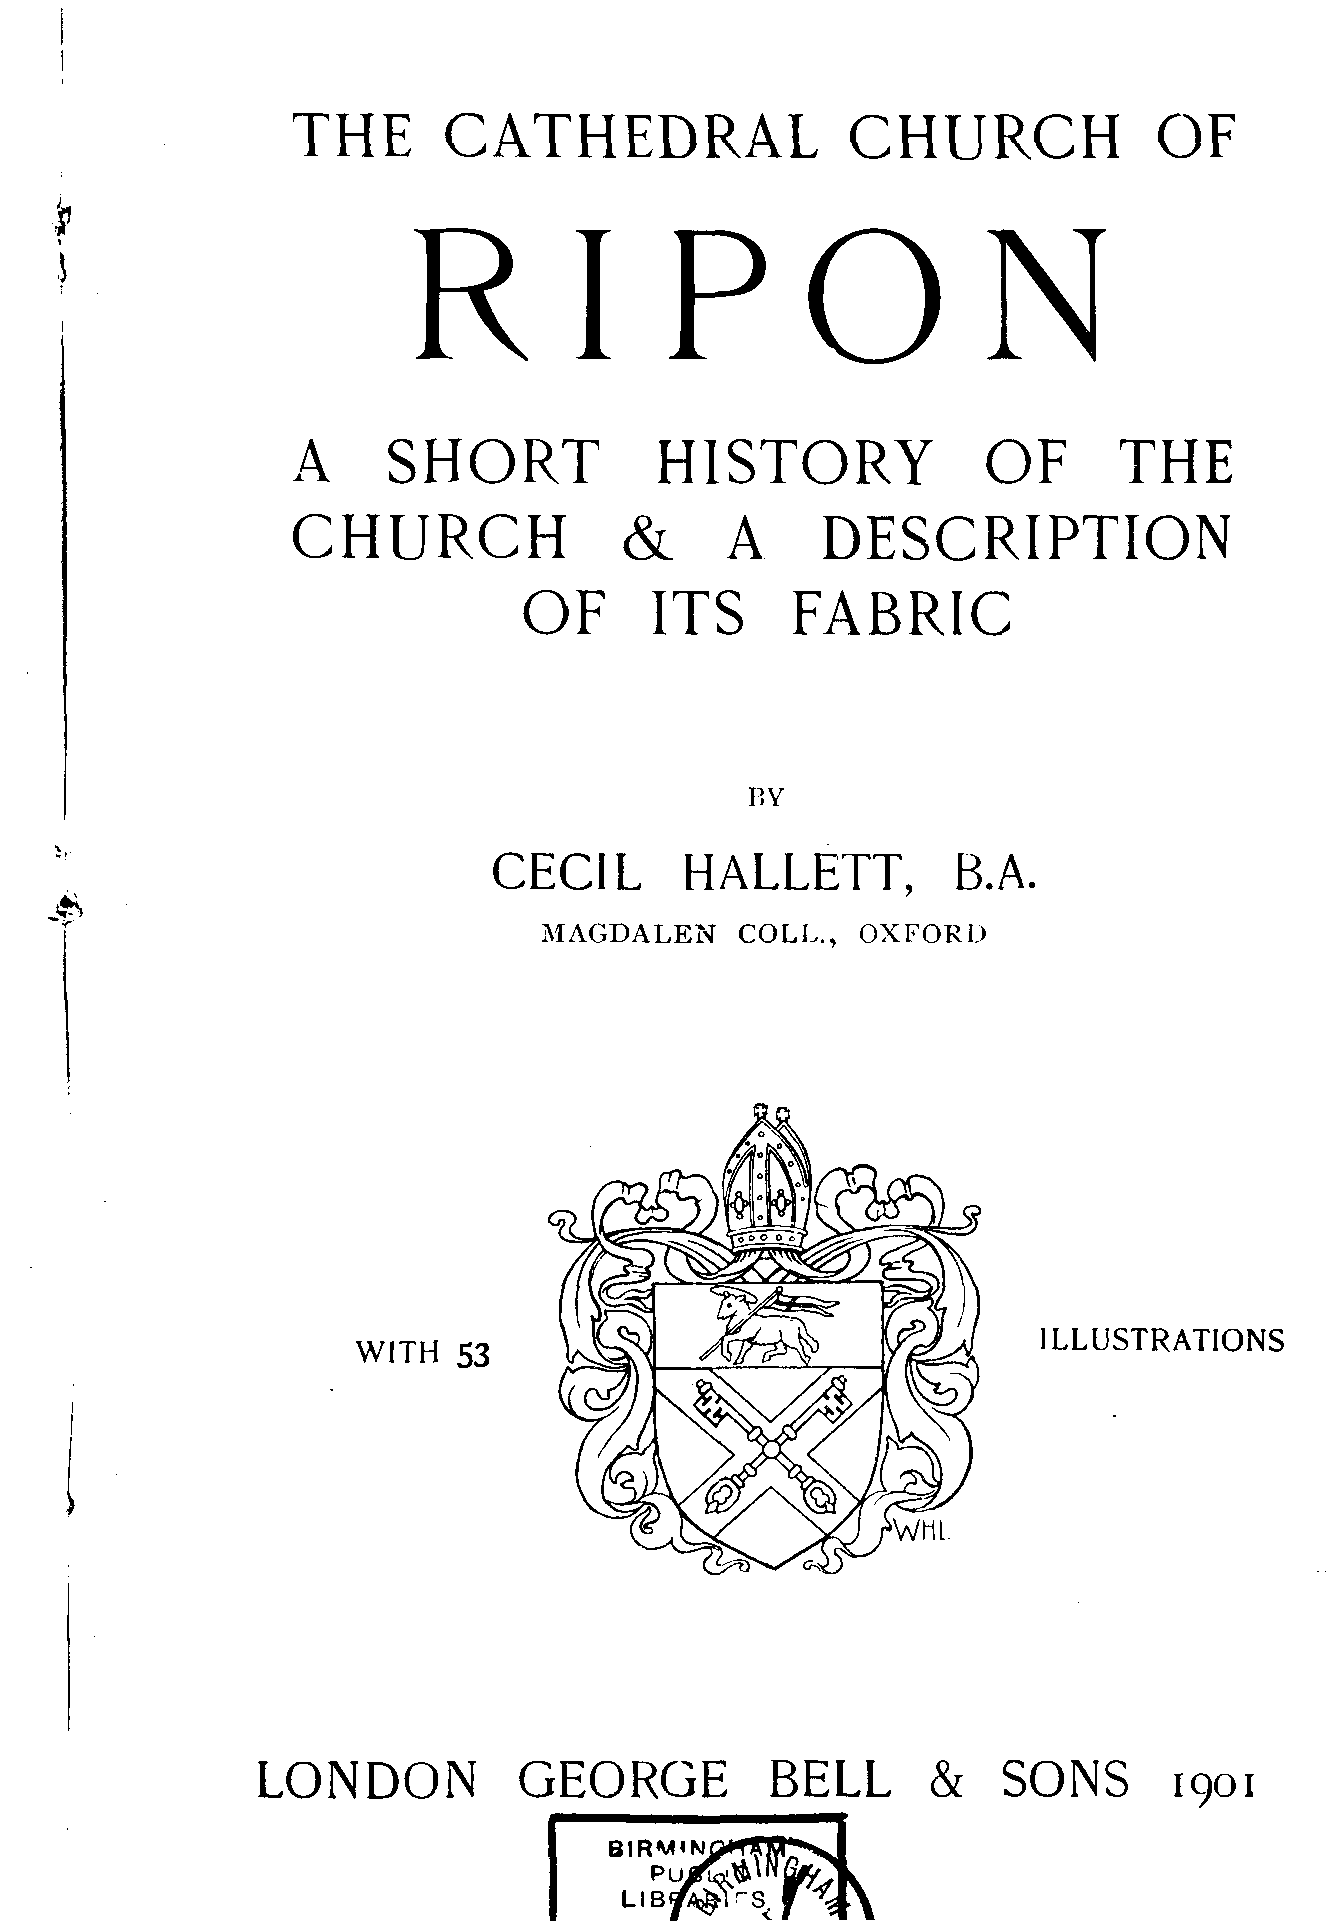 THE CATHEDRAL CHURCH OF
RIPON
A SHORT HISTORY OF THE
CHURCH & A DESCRIPTION
OF ITS FABRIC
BY
CECIL HALLETT, B.A.
MAGDALEN COLL., OXFORD
WITH 53 ILLUSTRATIONS
WHL
LONDON GEORGE BELL & SONS 1901
BIRMINGHAM
PUBLIC
LIBRARIES
BIRMINGHAM